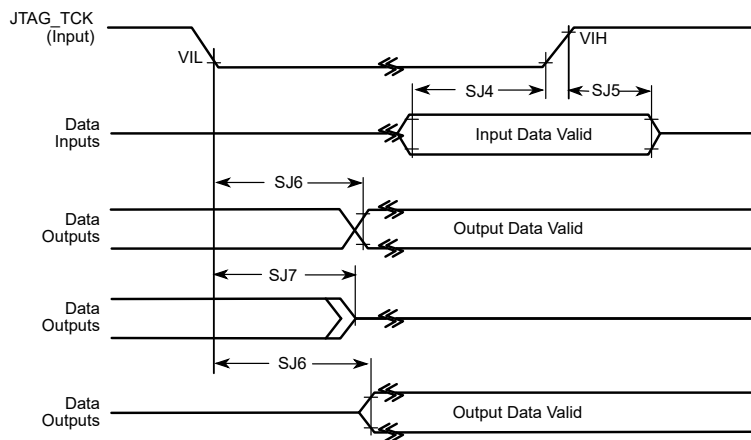 JTAG_TCK
(Input)
VIL
VIH
SJ4
SJ5
Data
Inputs
Input Data Valid
SJ6
Data
Outputs
Output Data Valid
SJ7
Data
Outputs
SJ6
Data
Outputs
Output Data Valid